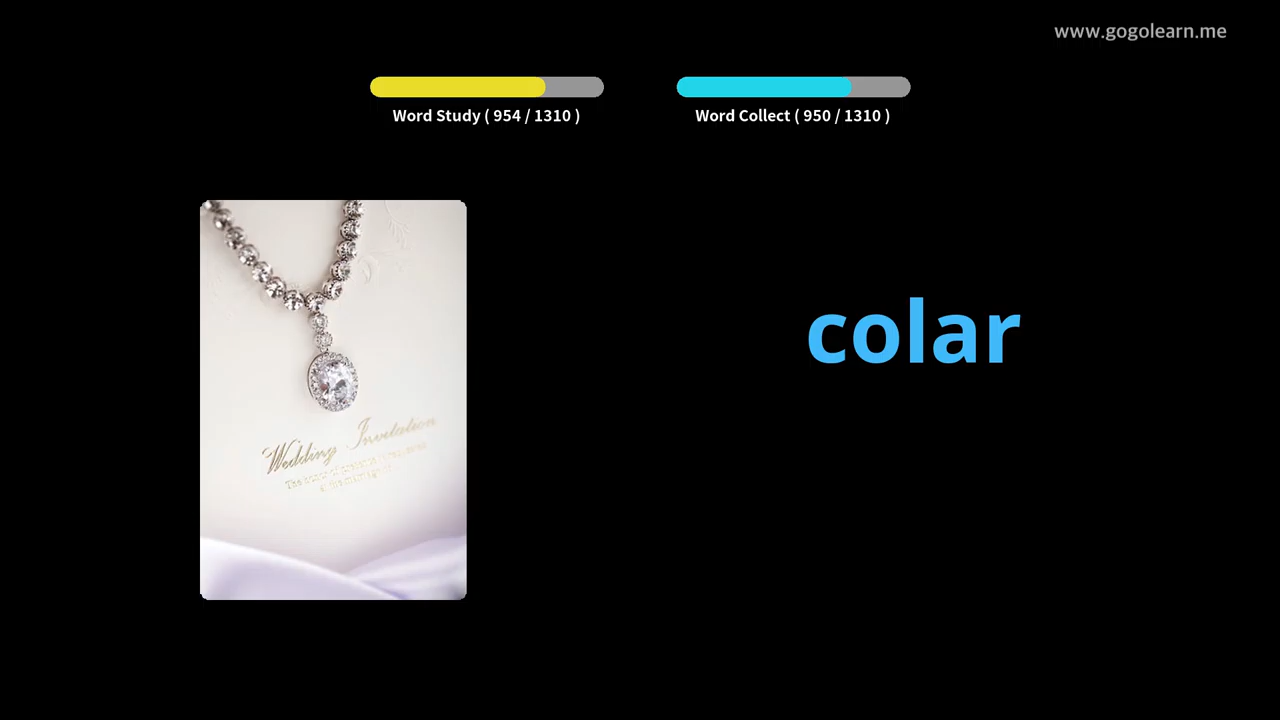 www.gogolearn.me
Word Study ( 954 / 1310 )
Word Collect ( 950 / 1310 )
colar
Wedding Invitation